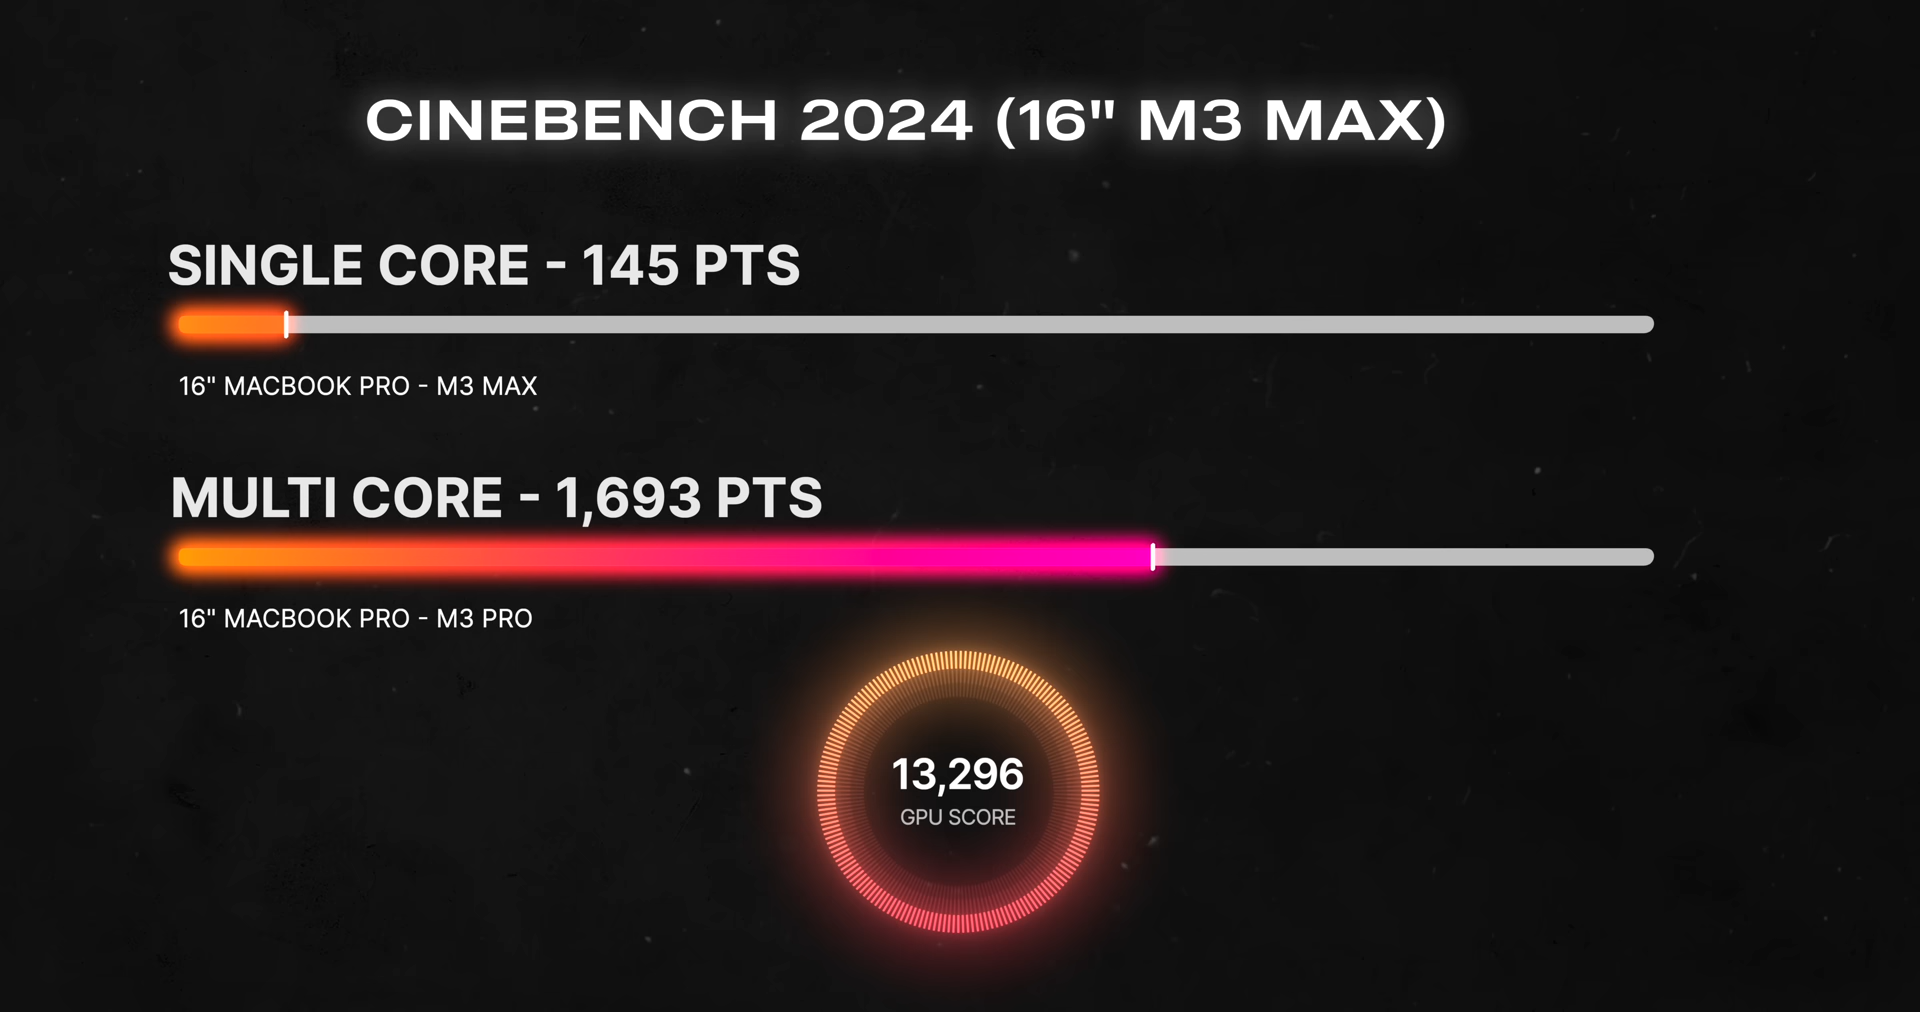 CINEBENCH 2024 (16" M3 MAX)
SINGLE CORE - 145 PTS
16" MACBOOK PRO - M3 MAX
MULTI CORE - 1,693 PTS
16" MACBOOK PRO - M3 PRO
13,296
GPU SCORE